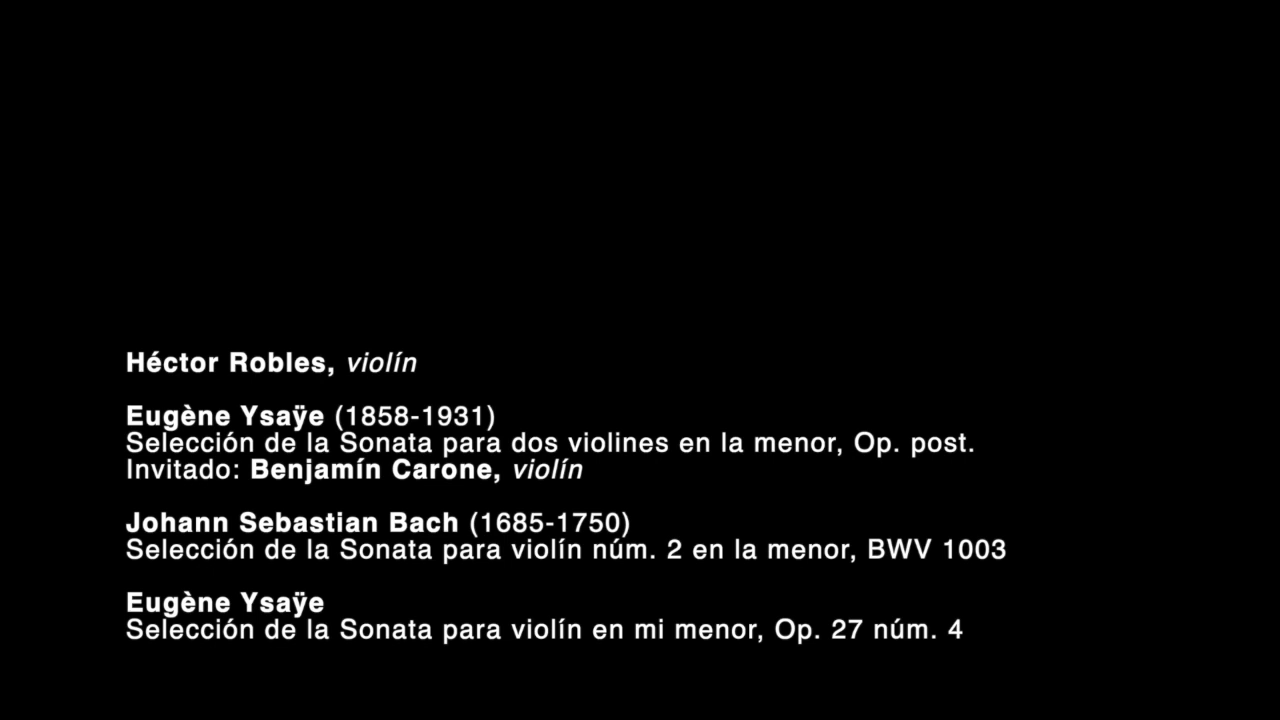 Héctor Robles, violín
Eugène Ysaÿe (1858-1931)
Selección de la Sonata para dos violines en la menor, Op. post.
Invitado: Benjamín Carone, violín
Johann Sebastian Bach (1685-1750)
Selección de la Sonata para violín núm. 2 en la menor, BWV 1003
Eugène Ysaÿe
Selección de la Sonata para violín en mi menor, Op. 27 núm. 4